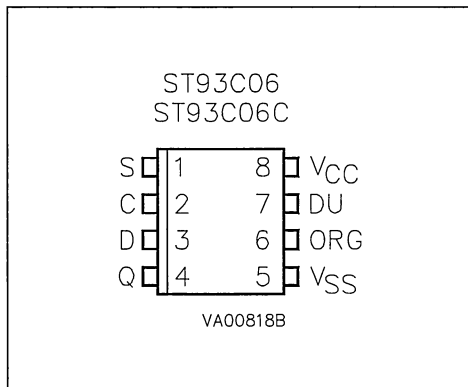 ST93C06
ST93C06C
S 1 8 VCC
C 2 7 DU
D 3 6 ORG
Q 4 5 VSS
VA00818B